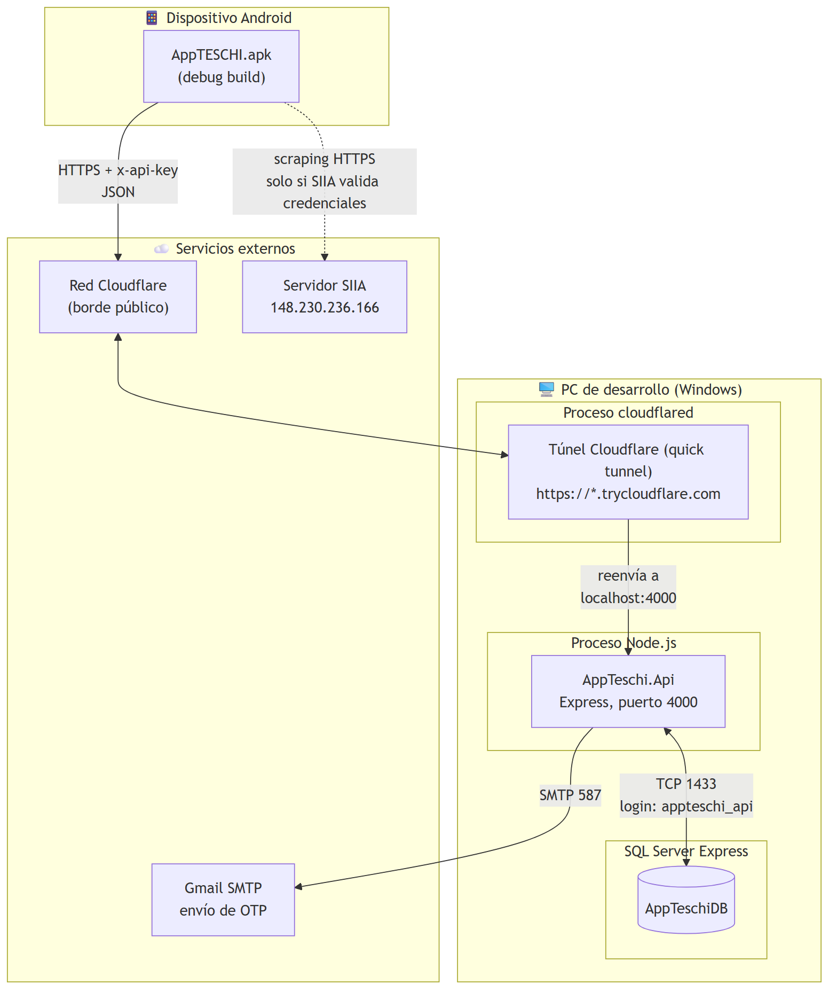 Dispositivo Android
AppTESCHI.apk
(debug build)
HTTPS + x-api-key
JSON
scraping HTTPS
solo si SIIA valida
credenciales
Servicios externos
Red Cloudflare
(borde público)
Servidor SIIA
148.230.236.166
PC de desarrollo (Windows)
Proceso cloudflared
Túnel Cloudflare (quick
tunnel)
https://*.trycloudflare.com
reenvía a
localhost:4000
Proceso Node.js
AppTeschi.Api
Express, puerto 4000
SMTP 587
TCP 1433
login: appteschi_api
SQL Server Express
AppTeschiDB
Gmail SMTP
envío de OTP